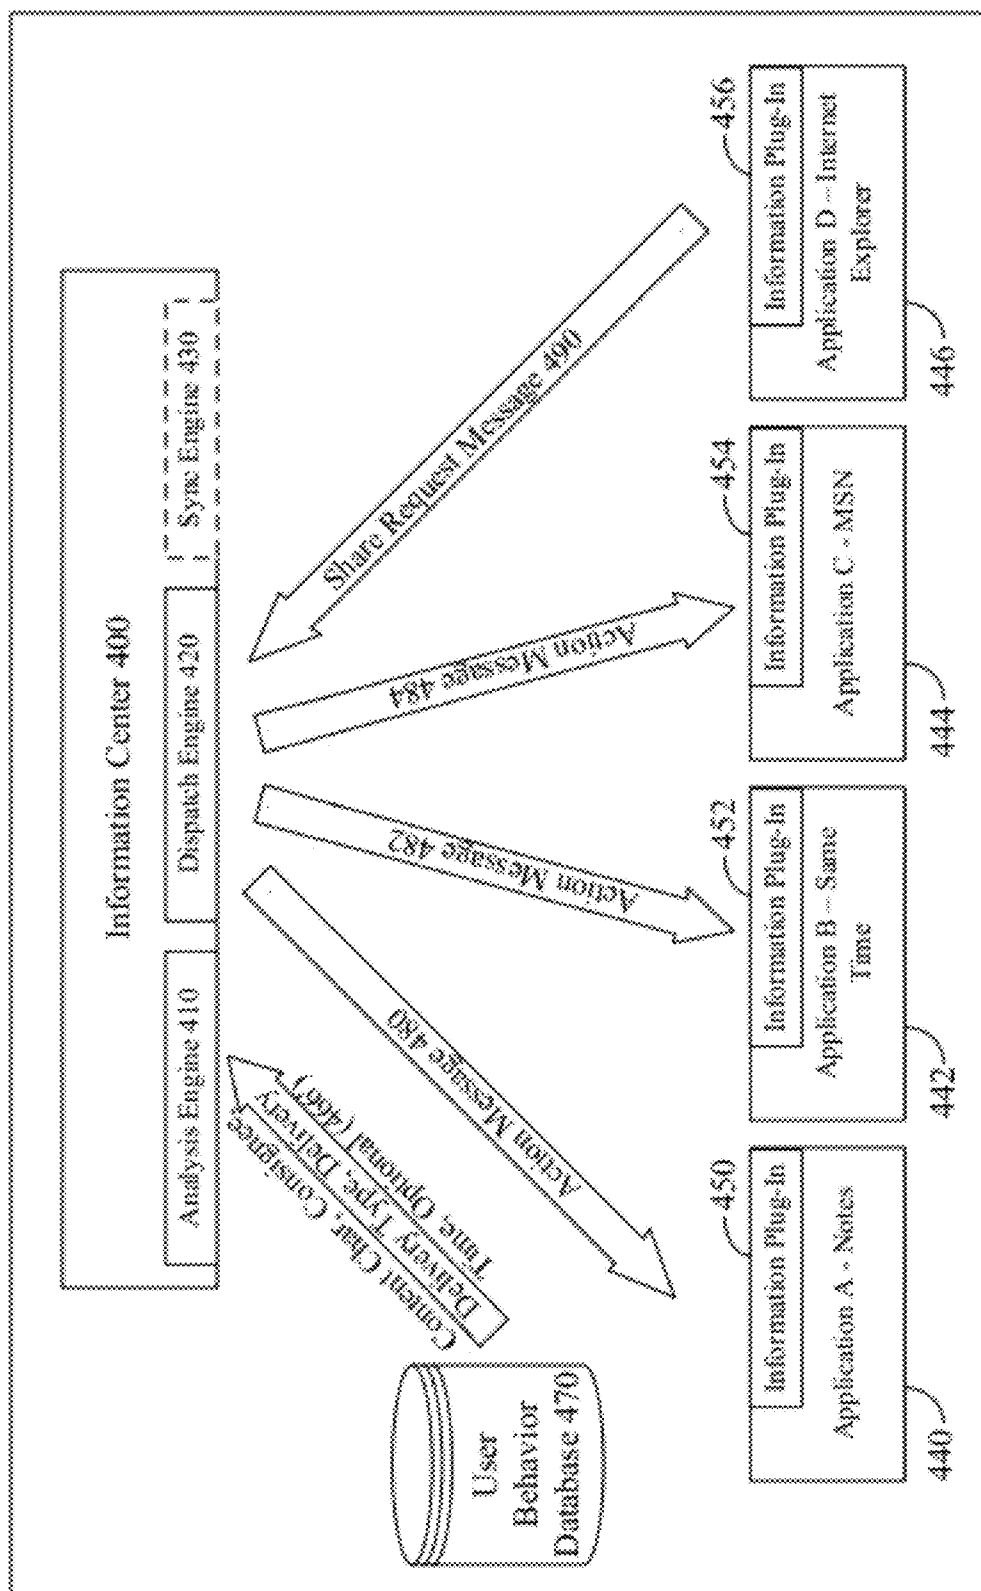 Information Center 400
Analysis Engine 410
Dispatch Engine 420
Sync Engine 430
User
Behavior
Database 470
Content Char, Consignee,
Delivery Type, Delivery
Time, Optional (466')
Action Message 480
Action Message 482
Action Message 484
Share Request Message 490
450
Information Plug-In
Application A - Notes
440
452
Information Plug-In
Application B – Same
Time
442
454
Information Plug-In
Application C - MSN
444
456
Information Plug-In
Application D – Internet
Explorer
446